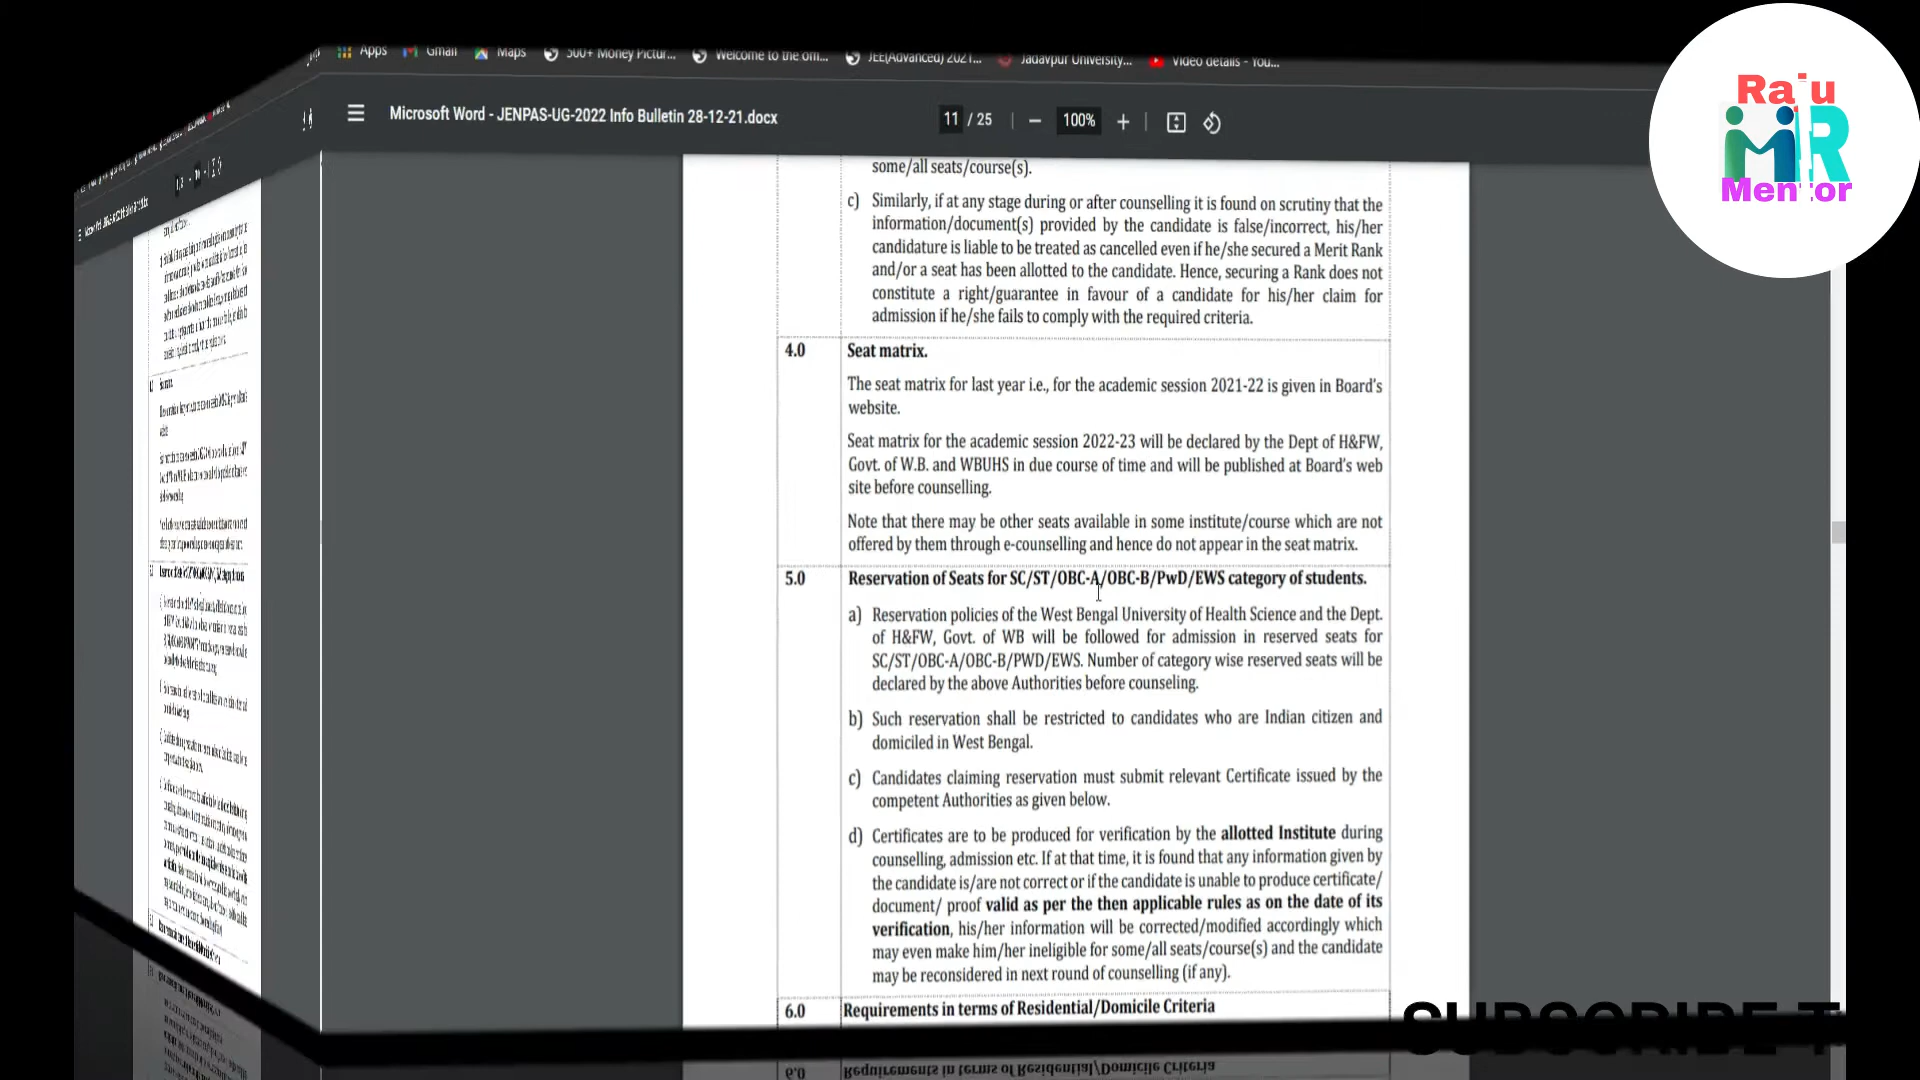 Apps Gmail Maps 500+ Money Pictur... Welcome to the om... JEE(Advanced) 2021... Jadavpur University... Video details - You...
Microsoft Word - JENPAS-UG-2022 Info Bulletin 28-12-21.docx 11 / 25 100%
Raju
MR
Mentor
some/all seats/course(s).
c) Similarly, if at any stage during or after counselling it is found on scrutiny that the
information/document(s) provided by the candidate is false/incorrect, his/her
candidature is liable to be treated as cancelled even if he/she secured a Merit Rank
and/or a seat has been allotted to the candidate. Hence, securing a Rank does not
constitute a right/guarantee in favour of a candidate for his/her claim for
admission if he/she fails to comply with the required criteria.
4.0 Seat matrix.
The seat matrix for last year i.e., for the academic session 2021-22 is given in Board's
website.
Seat matrix for the academic session 2022-23 will be declared by the Dept of H&FW,
Govt. of W.B. and WBUHS in due course of time and will be published at Board's web
site before counselling.
Note that there may be other seats available in some institute/course which are not
offered by them through e-counselling and hence do not appear in the seat matrix.
5.0 Reservation of Seats for SC/ST/OBC-A/OBC-B/PwD/EWS category of students.
a) Reservation policies of the West Bengal University of Health Science and the Dept.
of H&FW, Govt. of WB will be followed for admission in reserved seats for
SC/ST/OBC-A/OBC-B/PWD/EWS. Number of category wise reserved seats will be
declared by the above Authorities before counseling.
b) Such reservation shall be restricted to candidates who are Indian citizen and
domiciled in West Bengal.
c) Candidates claiming reservation must submit relevant Certificate issued by the
competent Authorities as given below.
d) Certificates are to be produced for verification by the allotted Institute during
counselling, admission etc. If at that time, it is found that any information given by
the candidate is/are not correct or if the candidate is unable to produce certificate/
document/ proof valid as per the then applicable rules as on the date of its
verification, his/her information will be corrected/modified accordingly which
may even make him/her ineligible for some/all seats/course(s) and the candidate
may be reconsidered in next round of counselling (if any).
6.0 Requirements in terms of Residential/Domicile Criteria
SUBSCRIBE T